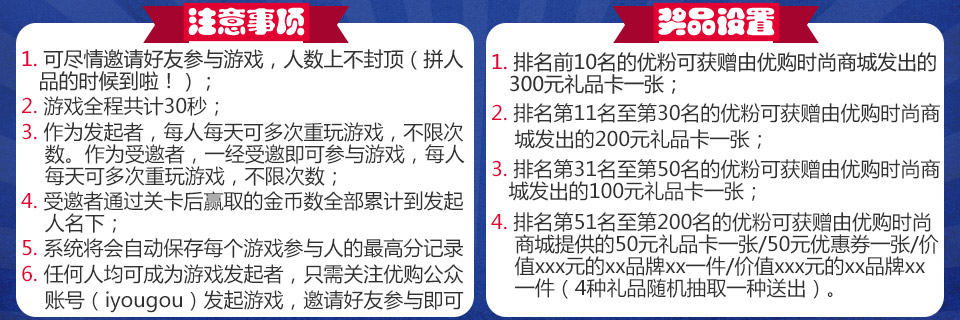 注意事项
1. 可尽情邀请好友参与游戏，人数上不封顶（拼人
品的时候到啦！）；
2. 游戏全程共计30秒；
3. 作为发起者，每人每天可多次重玩游戏，不限次
数。作为受邀者，一经受邀即可参与游戏，每人
每天可多次重玩游戏，不限次数；
4. 受邀者通过关卡后赢取的金币数全部累计到发起
人名下；
5. 系统将会自动保存每个游戏参与人的最高分记录
6. 任何人均可成为游戏发起者，只需关注优购公众
账号（iyougou）发起游戏，邀请好友参与即可
奖品设置
1. 排名前10名的优粉可获赠由优购时尚商城发出的
300元礼品卡一张；
2. 排名第11名至第30名的优粉可获赠由优购时尚商
城发出的200元礼品卡一张；
3. 排名第31名至第50名的优粉可获赠由优购时尚商
城发出的100元礼品卡一张；
4. 排名第51名至第200名的优粉可获赠由优购时尚
商城提供的50元礼品卡一张/50元优惠券一张/价
值xxx元的xx品牌xx一件/价值xxx元的xx品牌xx
一件（4种礼品随机抽取一种送出）。